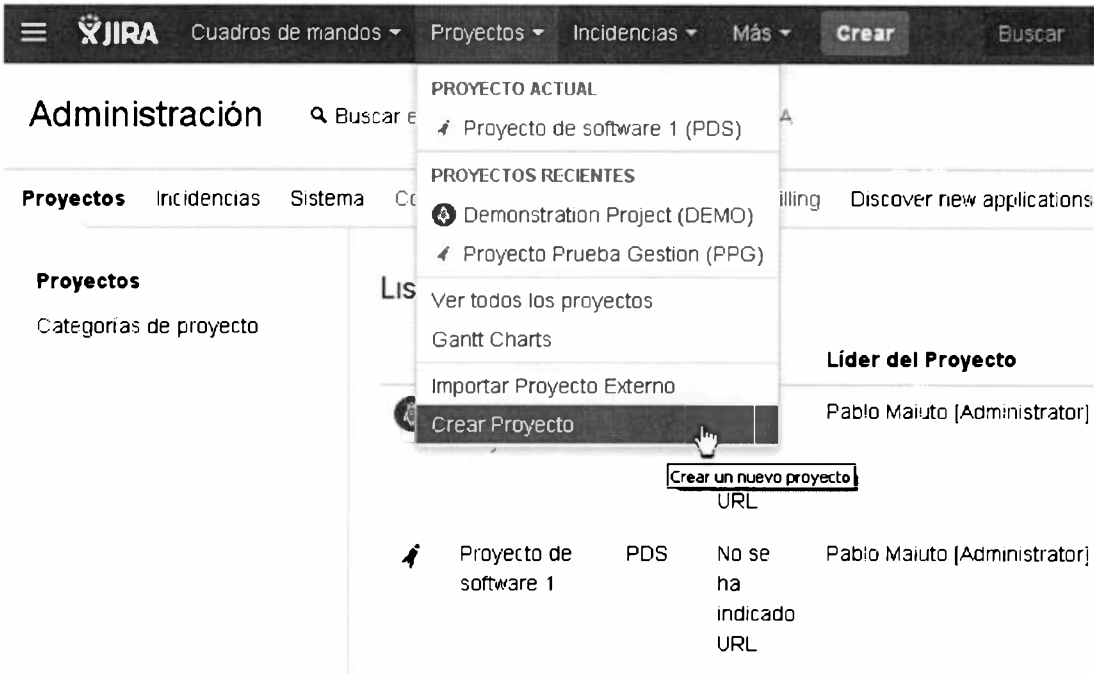 JIRA Cuadros de mandos Proyectos Incidencias Más Crear Buscar
Administración Buscar e
PROYECTO ACTUAL
Proyecto de software 1 (PDS)
PROYECTOS RECIENTES
Proyectos Incidencias Sistema Discover new applications
Demonstration Project (DEMO)
Proyecto Prueba Gestion (PPG)
Proyectos
Categorías de proyecto
Lis
Ver todos los proyectos
Gantt Charts
Importar Proyecto Externo
Crear Proyecto
Crear un nuevo proyecto
Líder del Proyecto
Pablo Maiuto [Administrator]
URL
Proyecto de PDS No se Pablo Maiuto [Administrator]
software 1 ha
indicado
URL